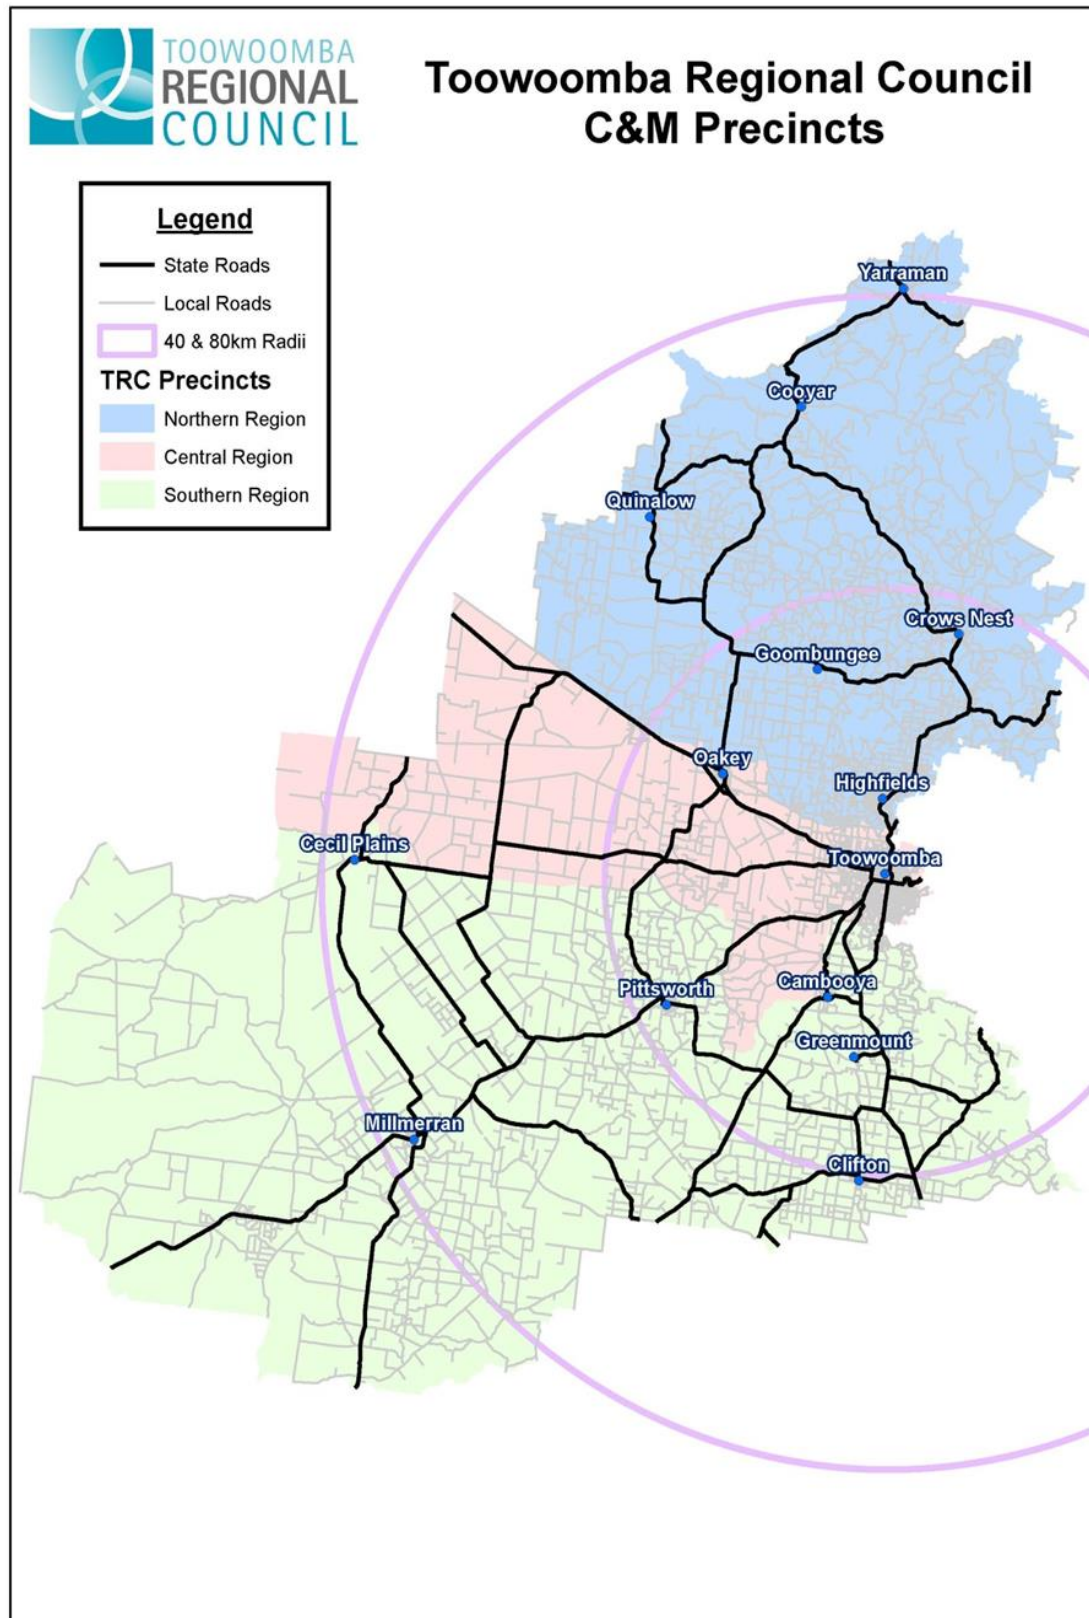 TOOWOOMBA
REGIONAL
COUNCIL
Toowoomba Regional Council
C&M Precincts
Legend
State Roads
Local Roads
40 & 80km Radii
TRC Precincts
Northern Region
Central Region
Southern Region
Yarraman
Cooyar
Quinalow
Crows Nest
Goombungee
Oakey
Highfields
Cecil Plains
Toowoomba
Cambooya
Pittsworth
Greenmount
Millmerran
Clifton